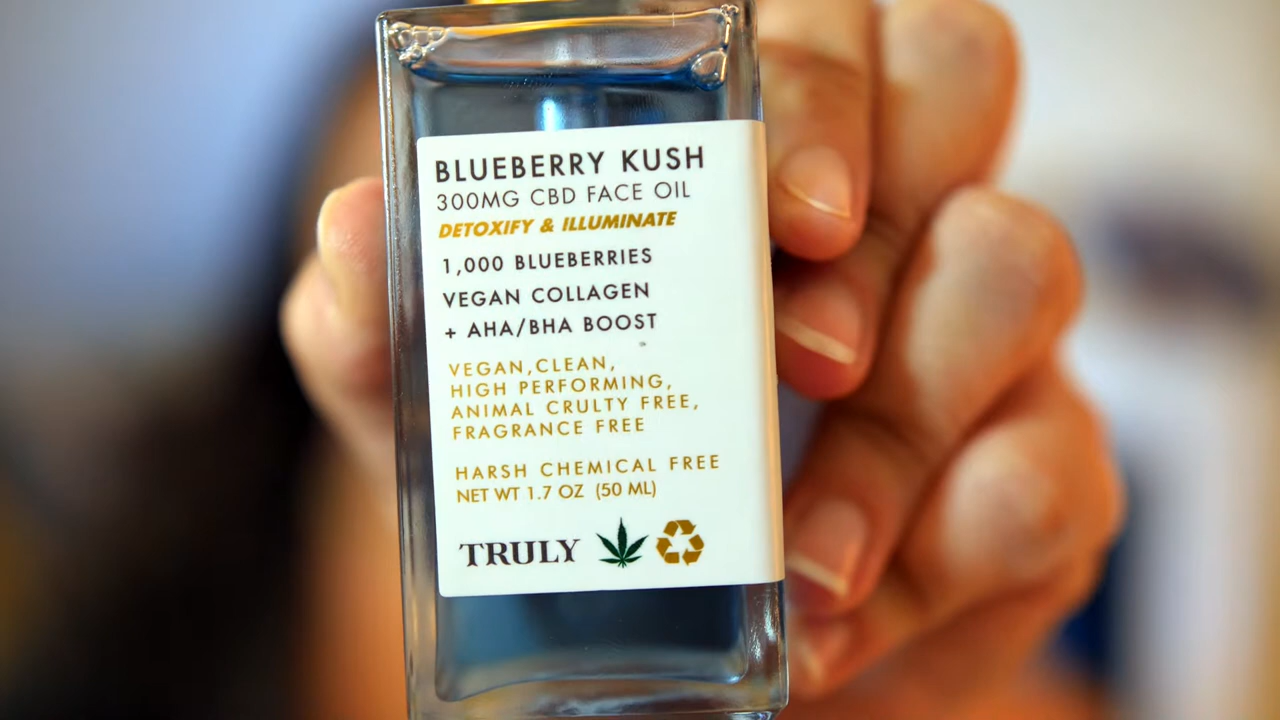 BLUEBERRY KUSH
300MG CBD FACE OIL
DETOXIFY & ILLUMINATE
1,000 BLUEBERRIES
VEGAN COLLAGEN
+ AHA/BHA BOOST
VEGAN,CLEAN,
HIGH PERFORMING,
ANIMAL CRULTY FREE,
FRAGRANCE FREE
HARSH CHEMICAL FREE
NET WT 1.7 OZ (50 ML)
TRULY